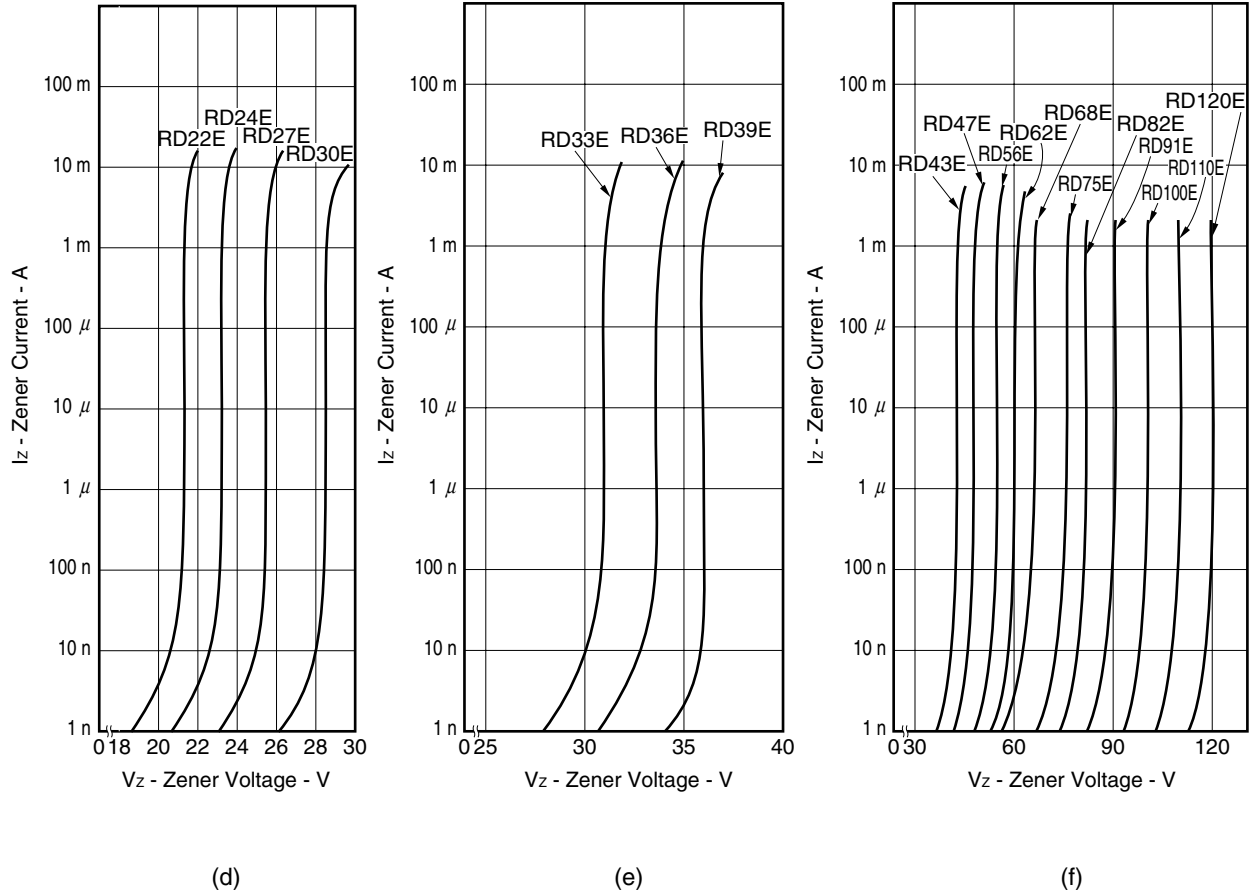 100 m
10 m
1 m
100 μ
10 μ
1 μ
100 n
10 n
1 n
IZ - Zener Current - A
RD22E
RD24E
RD27E
RD30E
0 18 20 22 24 26 28 30
VZ - Zener Voltage - V
(d)
100 m
10 m
1 m
100 μ
10 μ
1 μ
100 n
10 n
1 n
IZ - Zener Current - A
RD33E
RD36E
RD39E
0 25 30 35 40
VZ - Zener Voltage - V
(e)
100 m
10 m
1 m
100 μ
10 μ
1 μ
100 n
10 n
1 n
IZ - Zener Current - A
RD43E
RD47E
RD56E
RD62E
RD68E
RD75E
RD82E
RD91E
RD100E
RD110E
RD120E
0 30 60 90 120
VZ - Zener Voltage - V
(f)